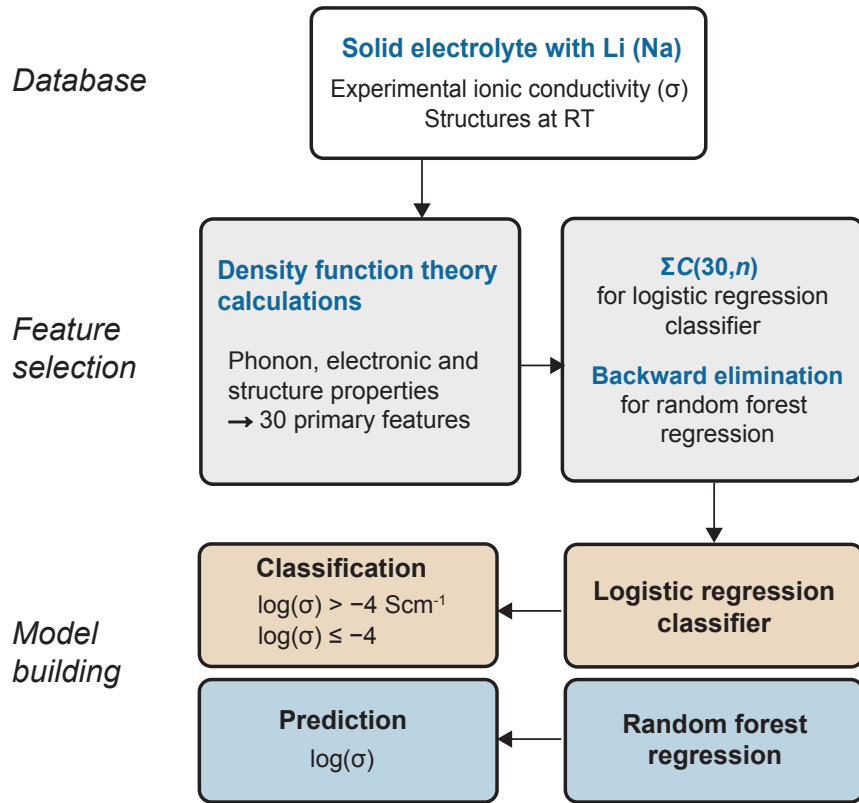 Database
Solid electrolyte with Li (Na)
Experimental ionic conductivity (σ)
Structures at RT
Feature
selection
Density function theory
calculations
Phonon, electronic and
structure properties
→ 30 primary features
ΣC(30,n)
for logistic regression
classifier
Backward elimination
for random forest
regression
Model
building
Classification
log(σ) > −4 Scm⁻¹
log(σ) ≤ −4
Logistic regression
classifier
Prediction
log(σ)
Random forest
regression